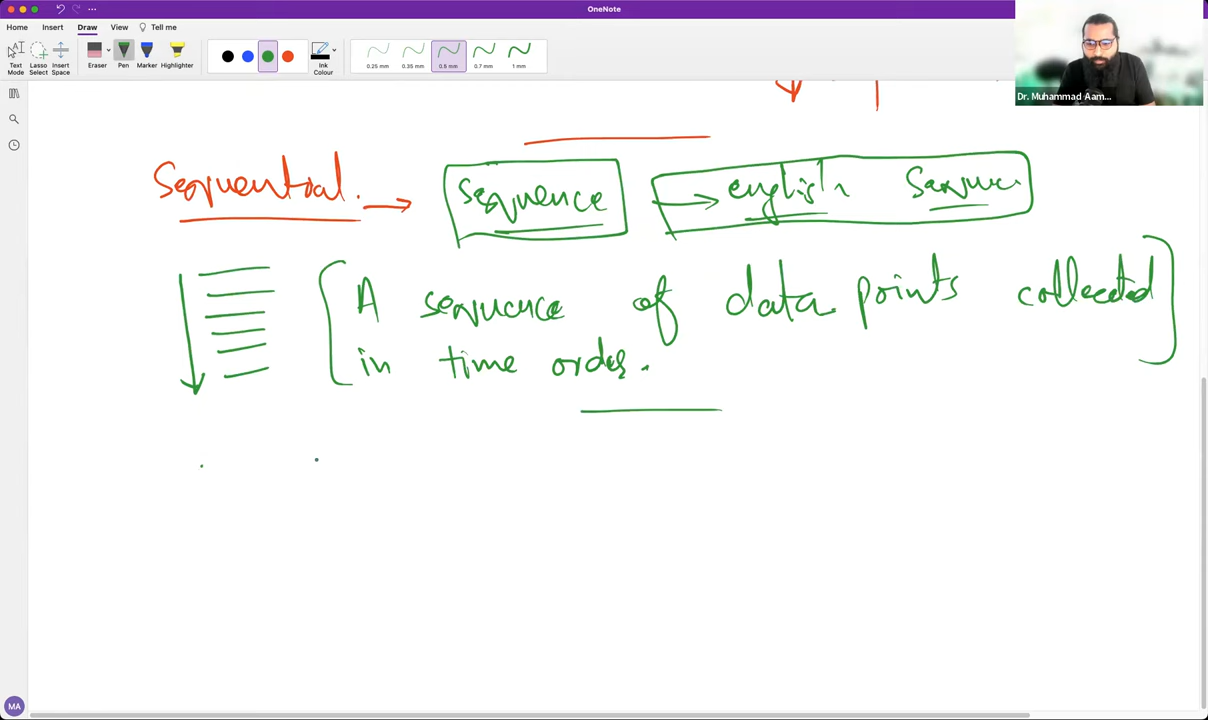 OneNote
Home Insert Draw View Tell me
Text Mode Lasso Select Insert Space Eraser Pen Marker Highlighter Ink Colour 0.25 mm 0.35 mm 0.5 mm 0.7 mm 1 mm
Dr. Muhammad Aam...
Sequential. → sequence → english
A sequence of data points collected
in time order.
MA